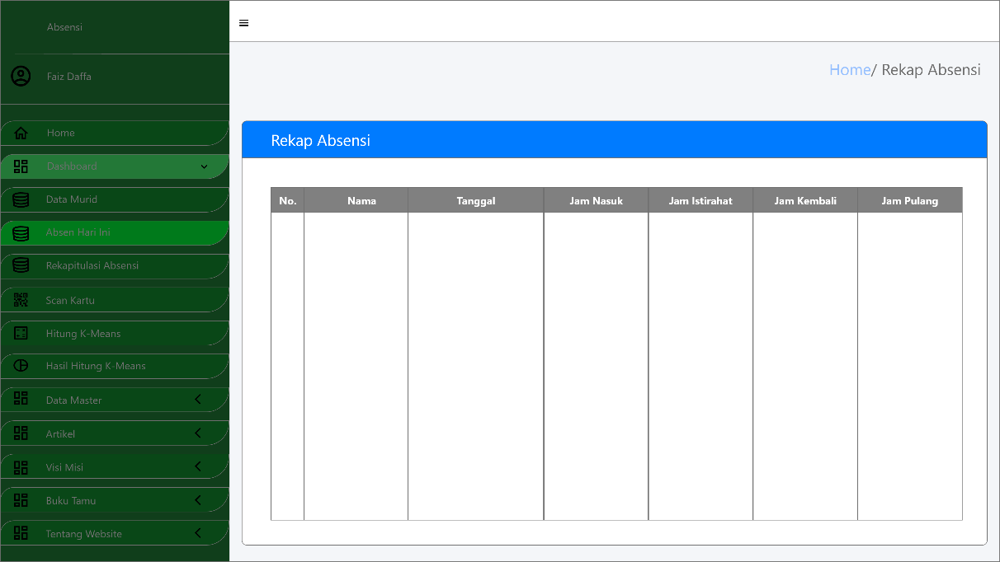 Absensi
Faiz Daffa
Home
Dashboard
Data Murid
Absen Hari Ini
Rekapitulasi Absensi
Scan Kartu
Hitung K-Means
Hasil Hitung K-Means
Data Master
Artikel
Visi Misi
Buku Tamu
Tentang Website
Home/ Rekap Absensi
Rekap Absensi
No. Nama Tanggal Jam Nasuk Jam Istirahat Jam Kembali Jam Pulang